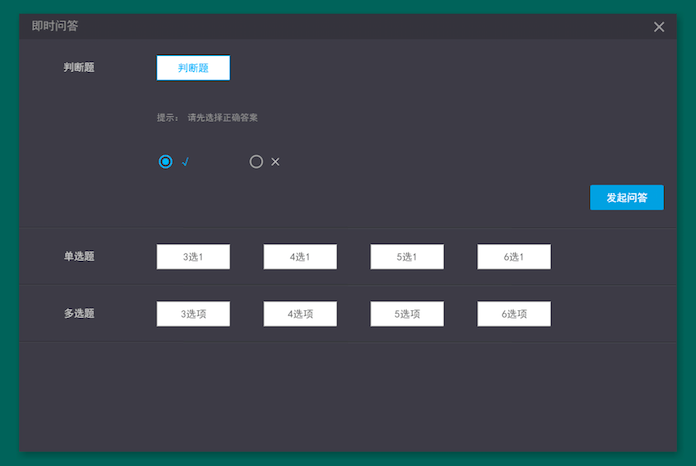 即时问答
判断题 判断题
提示： 请先选择正确答案
√ ×
发起问答
单选题 3选1 4选1 5选1 6选1
多选题 3选项 4选项 5选项 6选项